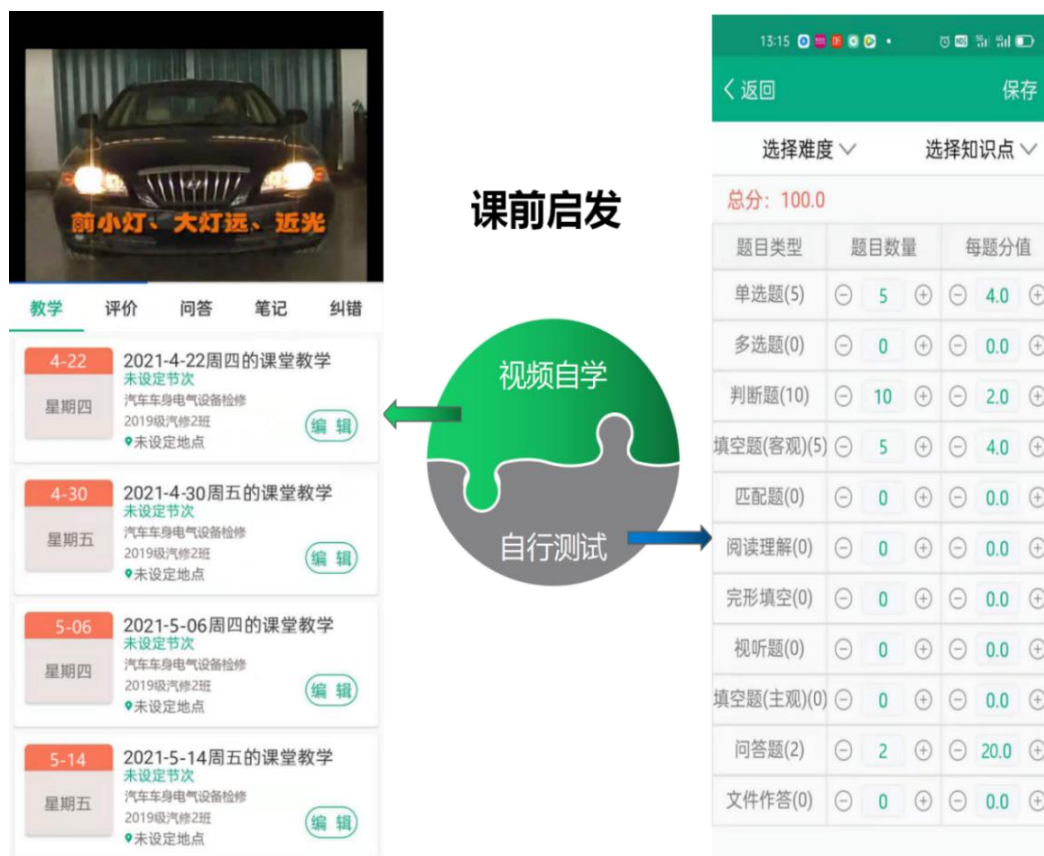 前小灯、大灯远、近光
教学 评价 问答 笔记 纠错
4-22
星期四
2021-4-22周四的课堂教学
未设定节次
汽车车身电气设备检修
2019级汽修2班
未设定地点
编 辑
4-30
星期五
2021-4-30周五的课堂教学
未设定节次
汽车车身电气设备检修
2019级汽修2班
未设定地点
编 辑
5-06
星期四
2021-5-06周四的课堂教学
未设定节次
汽车车身电气设备检修
2019级汽修2班
未设定地点
编 辑
5-14
星期五
2021-5-14周五的课堂教学
未设定节次
汽车车身电气设备检修
2019级汽修2班
未设定地点
编 辑
课前启发
视频自学
自行测试
13:15
返回 保存
选择难度 选择知识点
总分：100.0
题目类型 题目数量 每题分值
单选题(5) 5 4.0
多选题(0) 0 0.0
判断题(10) 10 2.0
填空题(客观)(5) 5 4.0
匹配题(0) 0 0.0
阅读理解(0) 0 0.0
完形填空(0) 0 0.0
视听题(0) 0 0.0
填空题(主观)(0) 0 0.0
问答题(2) 2 20.0
文件作答(0) 0 0.0